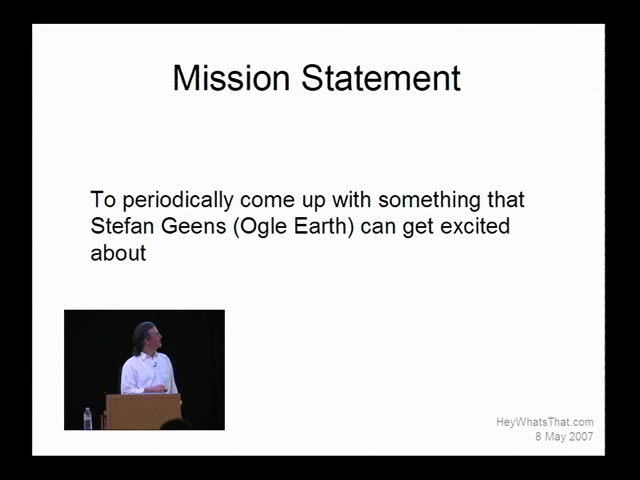 Mission Statement
To periodically come up with something that
Stefan Geens (Ogle Earth) can get excited
about
HeyWhatsThat.com
8 May 2007